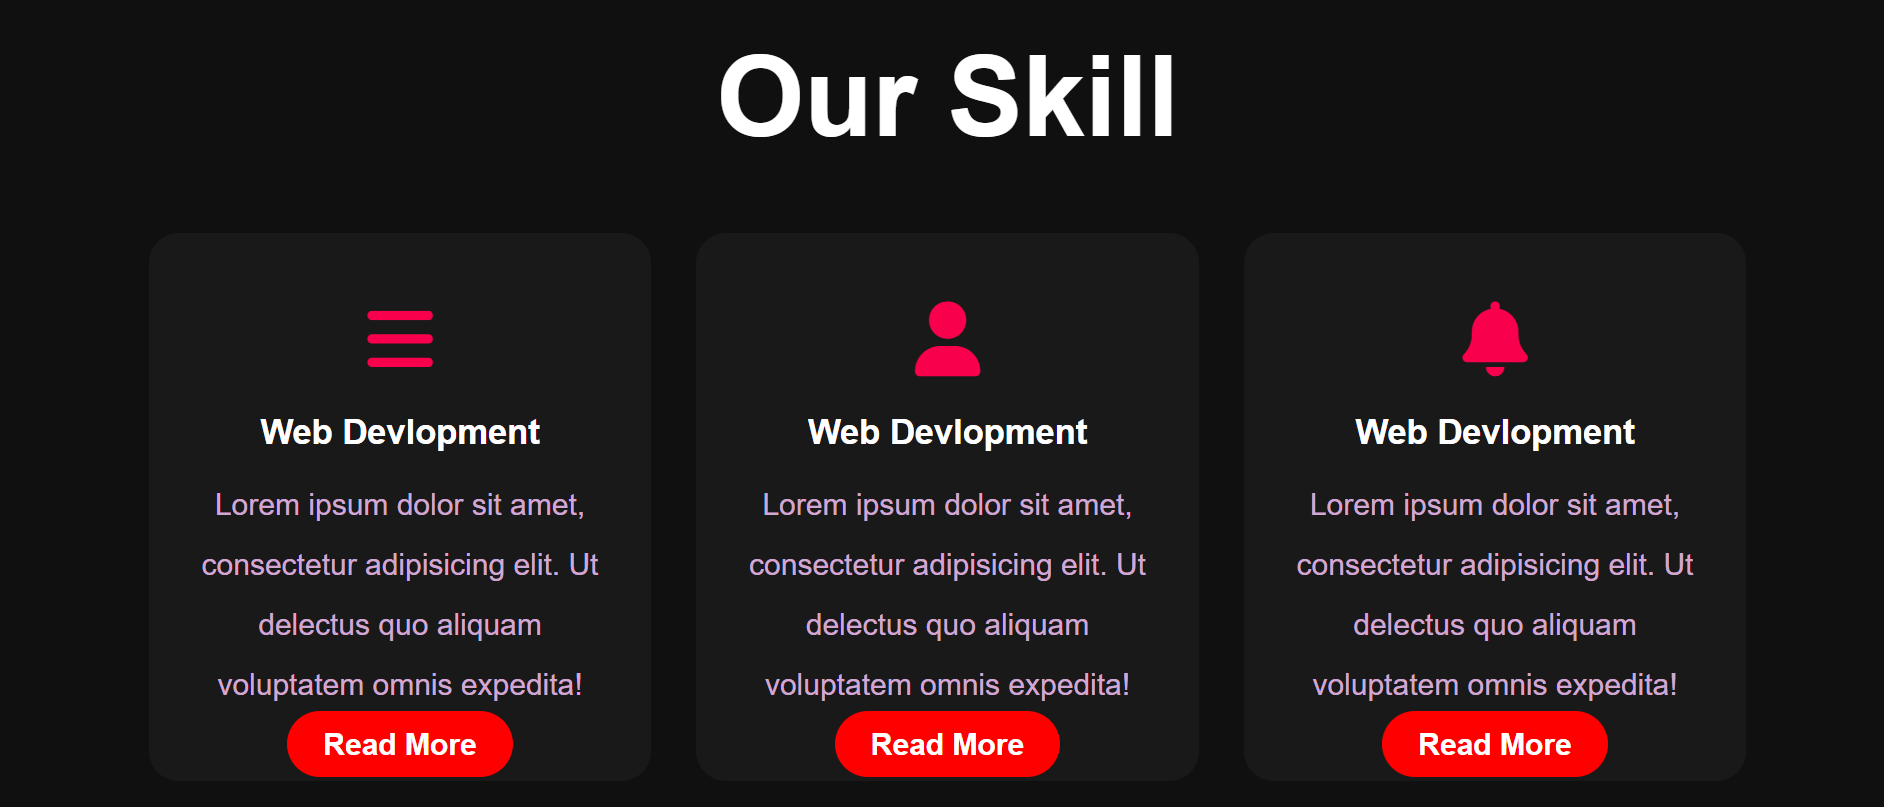 Our Skill
Web Devlopment
Lorem ipsum dolor sit amet,
consectetur adipisicing elit. Ut
delectus quo aliquam
voluptatem omnis expedita!
Read More
Web Devlopment
Lorem ipsum dolor sit amet,
consectetur adipisicing elit. Ut
delectus quo aliquam
voluptatem omnis expedita!
Read More
Web Devlopment
Lorem ipsum dolor sit amet,
consectetur adipisicing elit. Ut
delectus quo aliquam
voluptatem omnis expedita!
Read More